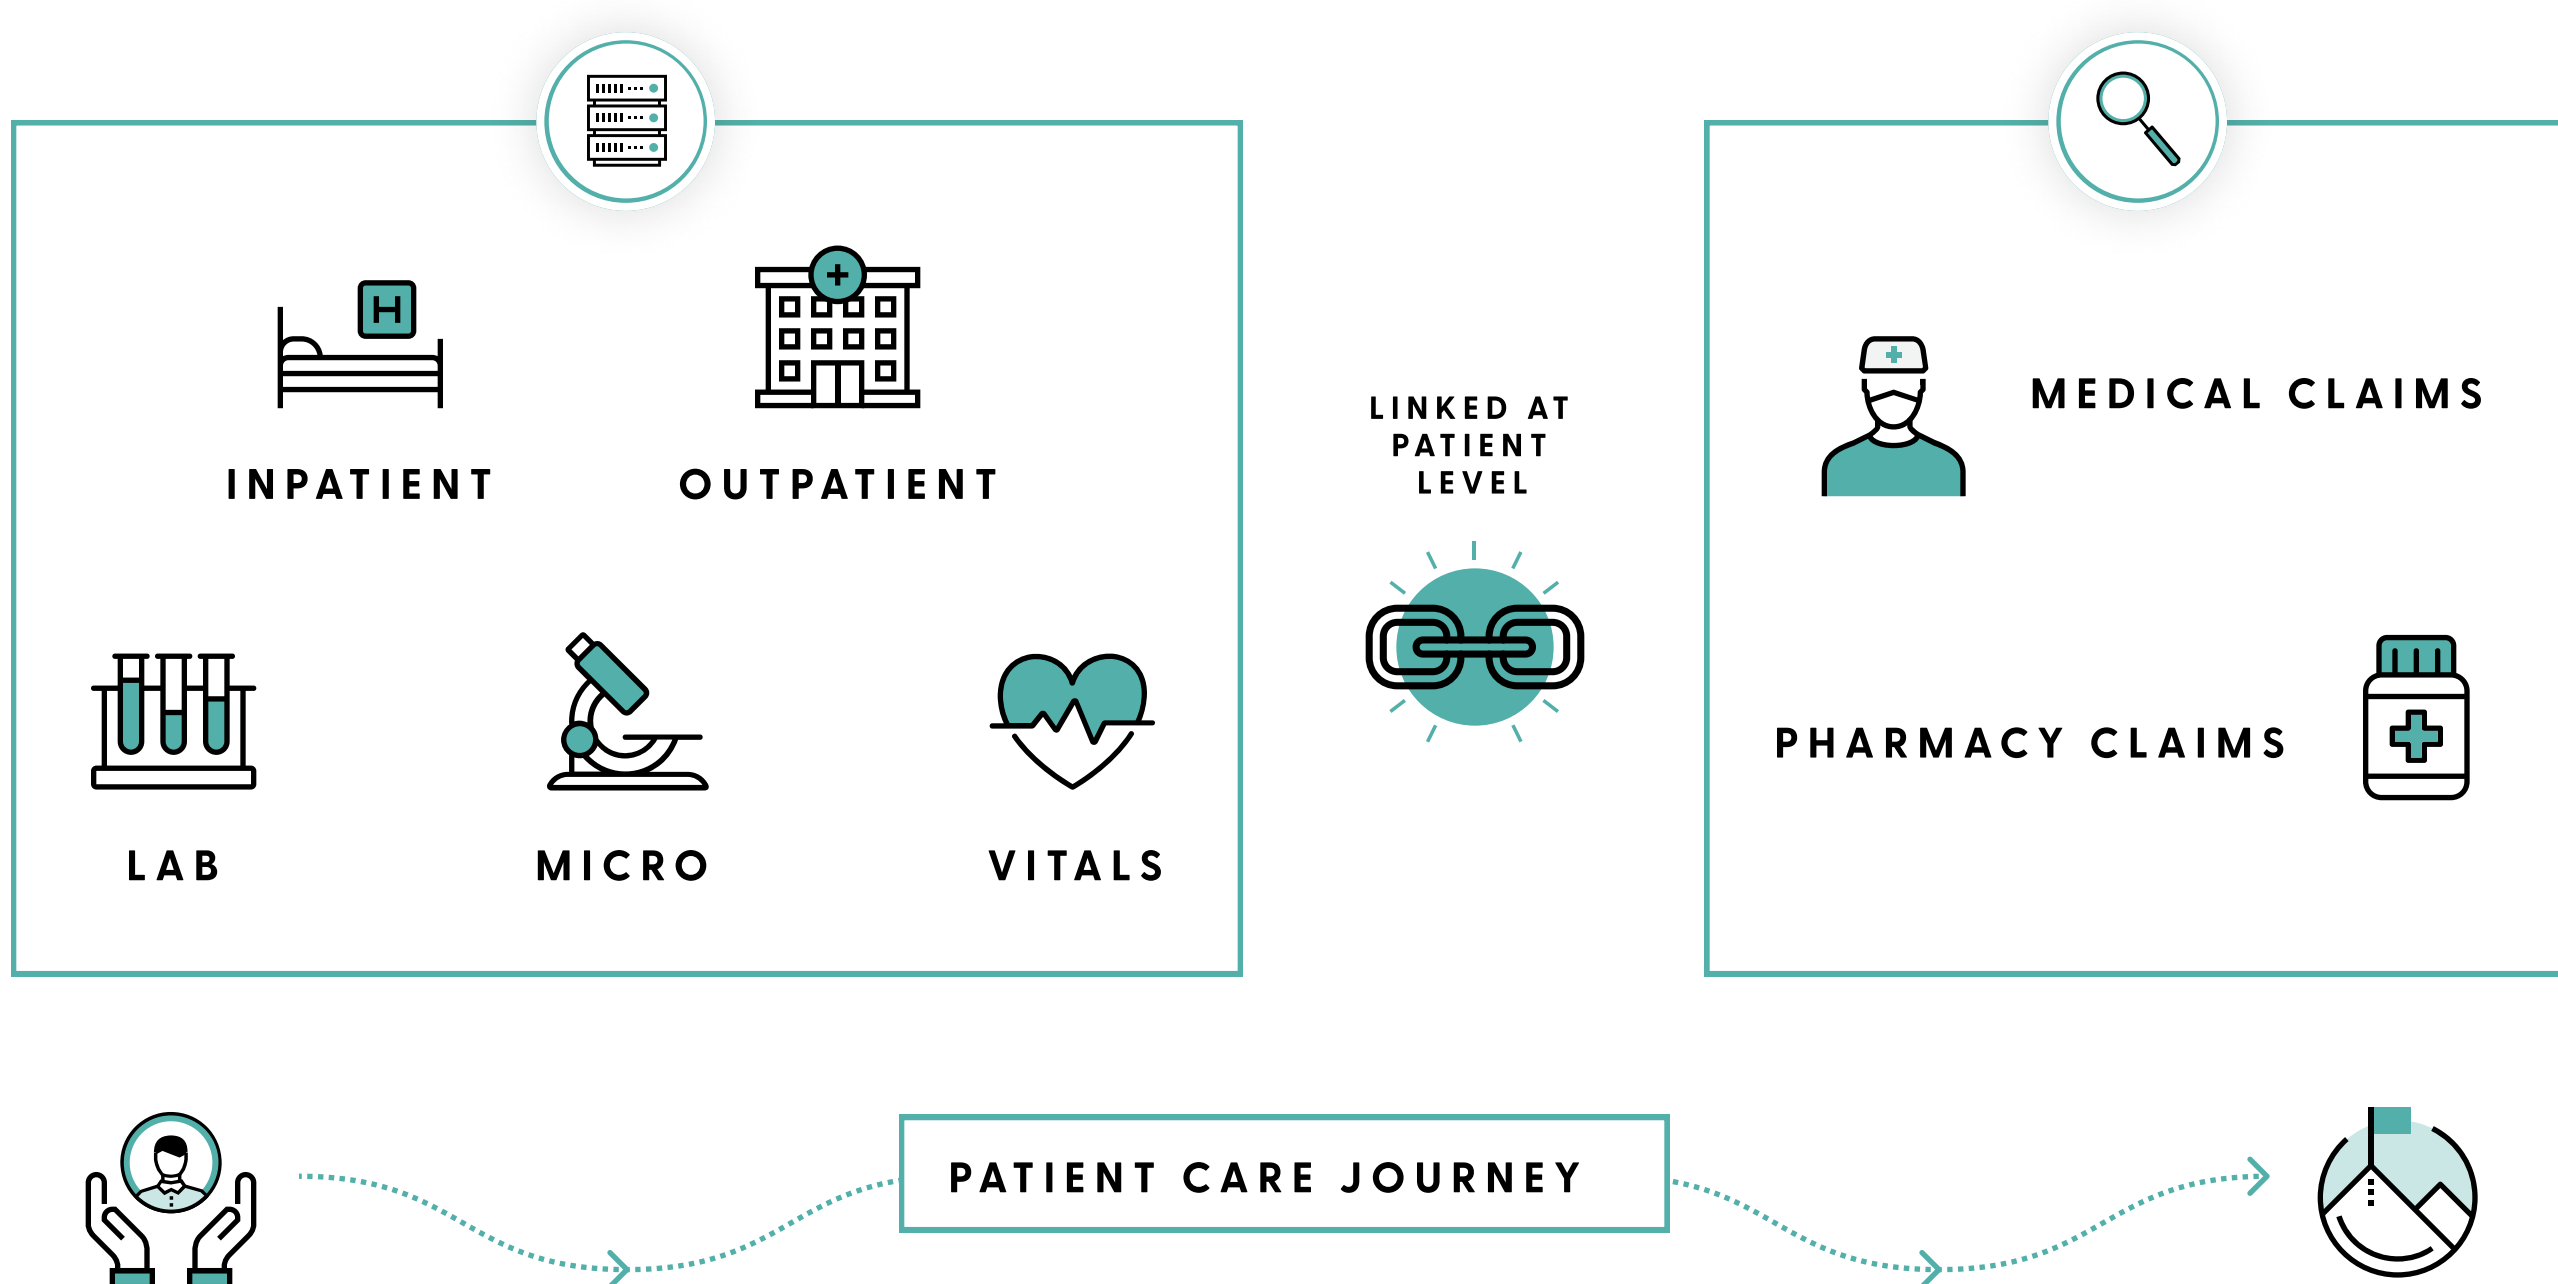 H
INPATIENT
OUTPATIENT
LAB
MICRO
VITALS
LINKED AT
PATIENT
LEVEL
MEDICAL CLAIMS
PHARMACY CLAIMS
PATIENT CARE JOURNEY